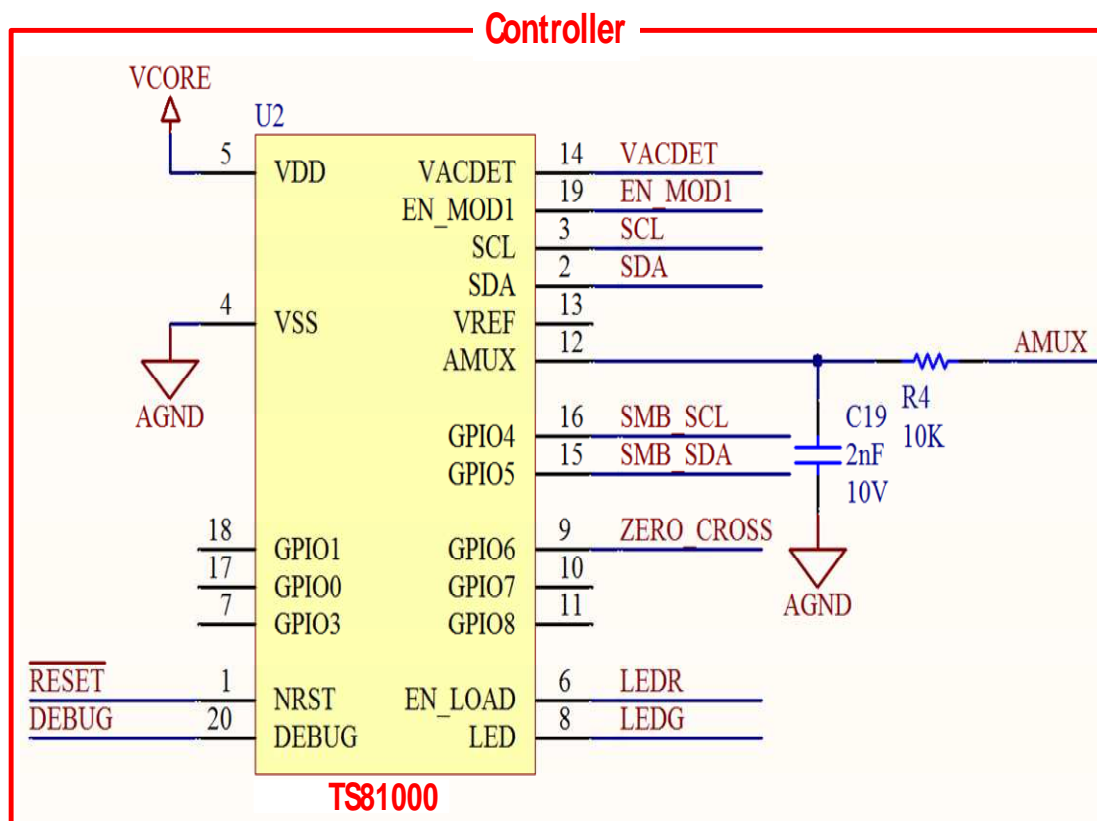 Controller
VCORE
U2
5 VDD VACDET 14 VACDET
EN_MOD1 19 EN_MOD1
SCL 3 SCL
SDA 2 SDA
4 VSS VREF 13
AMUX 12 AMUX
AGND
R4
10K
C19
2nF
10V
GPIO4 16 SMB_SCL
GPIO5 15 SMB_SDA
18 GPIO1 GPIO6 9 ZERO_CROSS
17 GPIO0 GPIO7 10
7 GPIO3 GPIO8 11
AGND
RESET 1 NRST EN_LOAD 6 LEDR
DEBUG 20 DEBUG LED 8 LEDG
TS81000